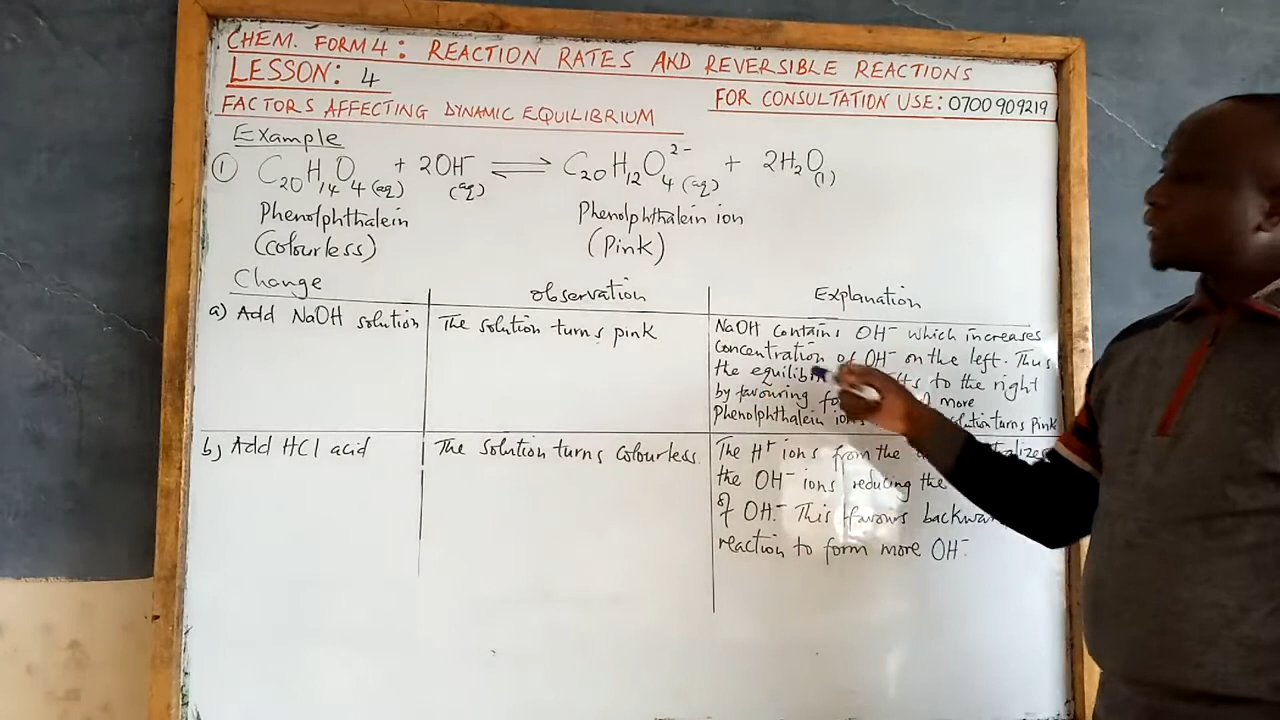 CHEM. FORM 4 : REACTION RATES AND REVERSIBLE REACTIONS
LESSON: 4
FOR CONSULTATION USE: 0700 909219
FACTORS AFFECTING DYNAMIC EQUILIBRIUM
Example
① C₂₀H₁₄O₄(aq) + 2OH⁻(aq) ⇌ C₂₀H₁₂O₄²⁻(aq) + 2H₂O(l)
Phenolphthalein Phenolphthalein ion
(colourless) (Pink)
Change observation Explanation
a) Add NaOH solution
The solution turns pink
NaOH contains OH⁻ which increases
concentration of OH⁻ on the left. Thus
the to the right
by favouring more
Phenolphthalein turns Pink
b) Add HCl acid
The solution turns colourless.
The H⁺ ions from the
the OH⁻ ions reducing the
of OH⁻. This favours
reaction to form more OH⁻.